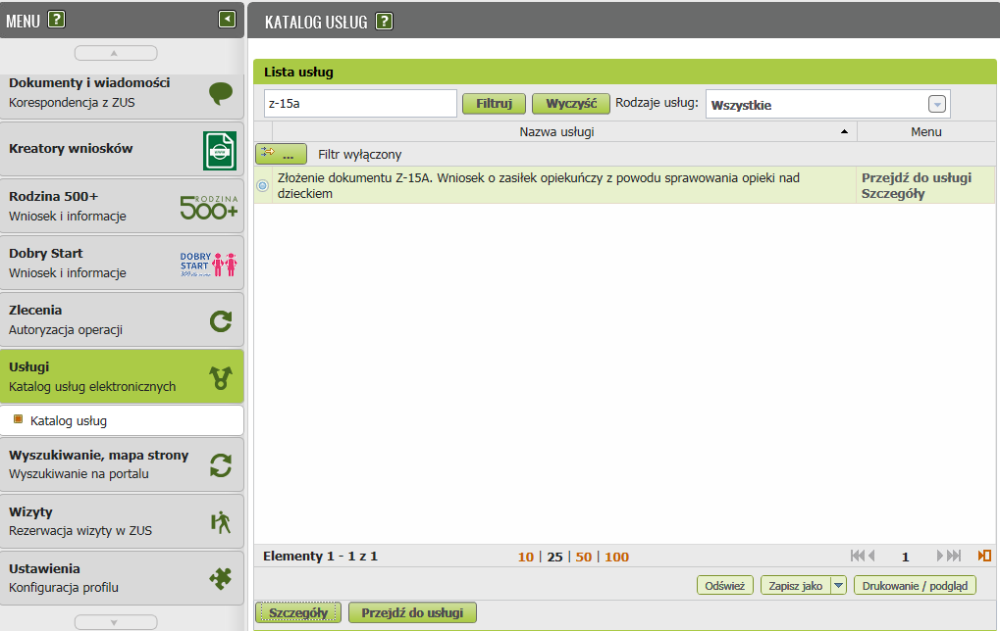 MENU ?
Dokumenty i wiadomości
Korespondencja z ZUS
Kreatory wniosków
Rodzina 500+
Wniosek i informacje
RODZINA
500+
Dobry Start
Wniosek i informacje
DOBRY
START
Zlecenia
Autoryzacja operacji
Usługi
Katalog usług elektronicznych
Katalog usług
Wyszukiwanie, mapa strony
Wyszukiwanie na portalu
Wizyty
Rezerwacja wizyty w ZUS
Ustawienia
Konfiguracja profilu
KATALOG USŁUG ?
Lista usług
z-15a Filtruj Wyczyść Rodzaje usług: Wszystkie
Nazwa usługi Menu
... Filtr wyłączony
Złożenie dokumentu Z-15A. Wniosek o zasiłek opiekuńczy z powodu sprawowania opieki nad
dzieckiem
Przejdź do usługi
Szczegóły
Elementy 1 - 1 z 1 10 | 25 | 50 | 100 1
Odśwież Zapisz jako Drukowanie / podgląd
Szczegóły Przejdź do usługi